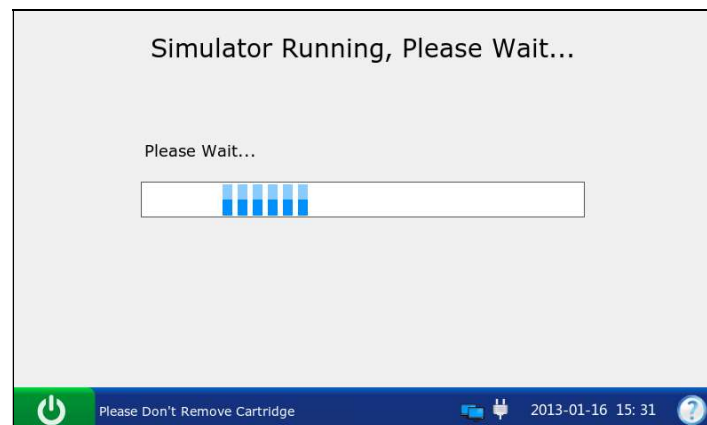 Simulator Running, Please Wait...
Please Wait...
Please Don't Remove Cartridge 2013-01-16 15: 31 ?